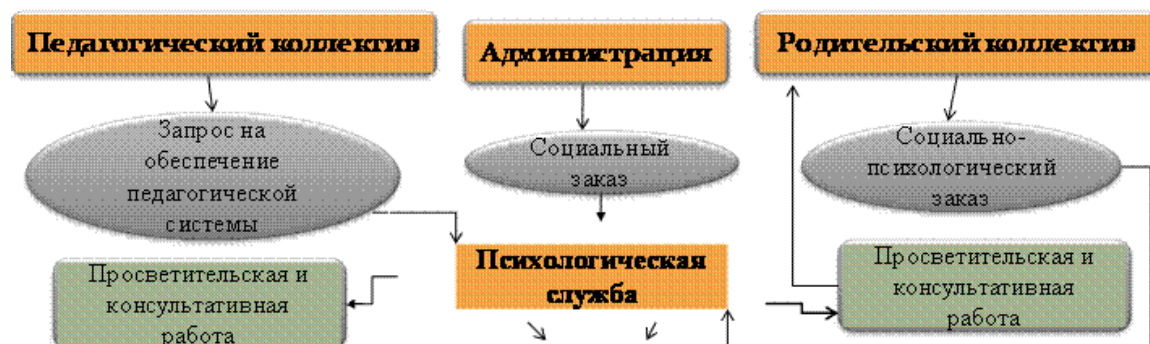 Педагогический коллектив
Администрация
Родительский коллектив
Запрос на
обеспечение
педагогической
системы
Социальный
заказ
Социально-
психологический
заказ
Психологическая
служба
Просветительская и
консультативная
работа
Просветительская и
консультативная
работа